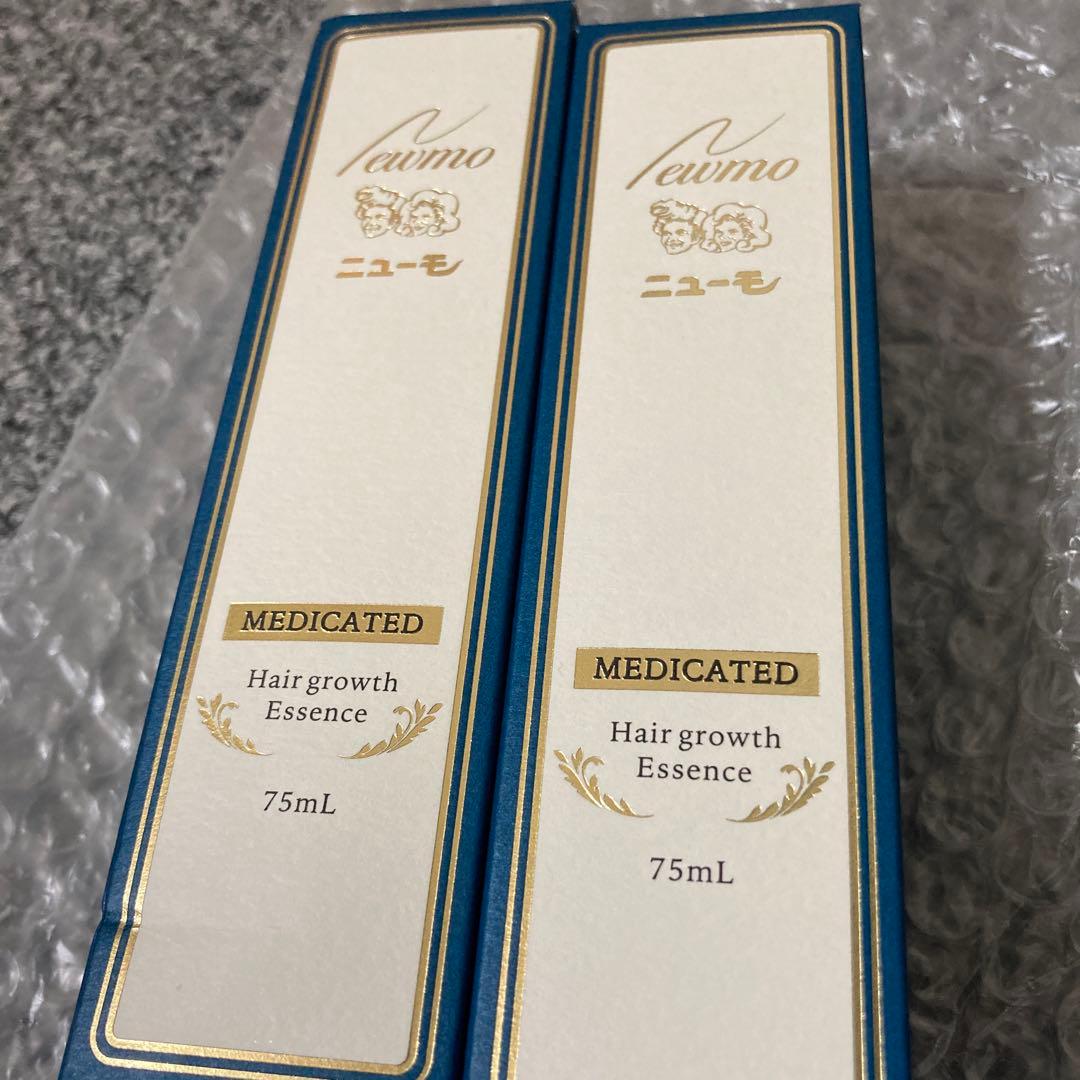 Newmo
ニューモ
MEDICATED
Hair growth
Essence
75mL
Newmo
ニューモ
MEDICATED
Hair growth
Essence
75mL